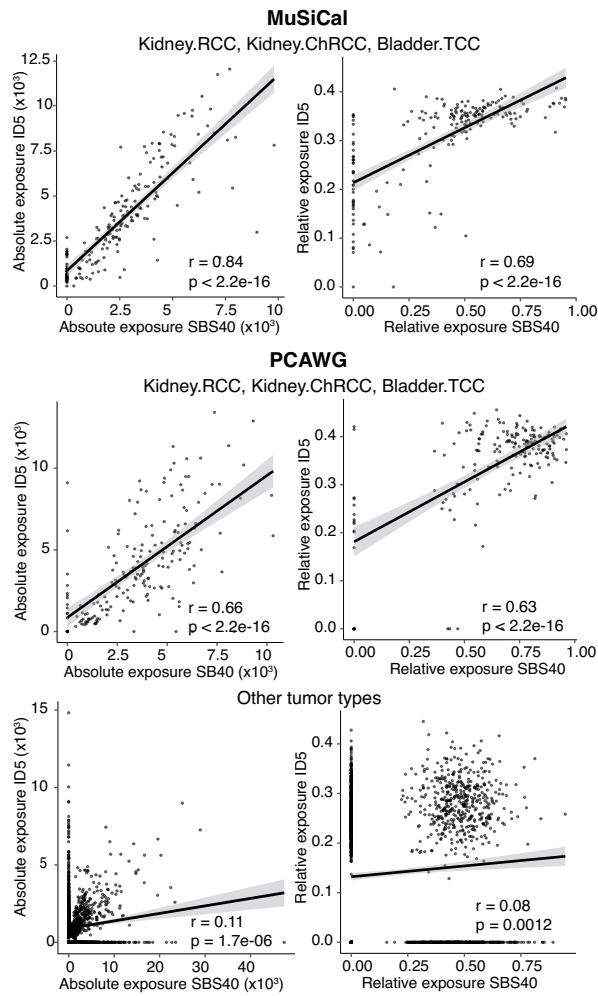 MuSiCal
Kidney.RCC, Kidney.ChRCC, Bladder.TCC
Absolute exposure ID5 (x10³)
12.5
10
7.5
5
2.5
0
r = 0.84
p < 2.2e-16
0 2.5 5 7.5 10
Absoute exposure SBS40 (x10³)
Relative exposure ID5
0.4
0.3
0.2
0.1
0.0
r = 0.69
p < 2.2e-16
0.00 0.25 0.50 0.75 1.00
Relative exposure SBS40
PCAWG
Kidney.RCC, Kidney.ChRCC, Bladder.TCC
Absolute exposure ID5 (x10³)
10
5
0
r = 0.66
p < 2.2e-16
0 2.5 5 7.5 10
Absolute exposure SB40 (x10³)
Relative exposure ID5
0.4
0.3
0.2
0.1
0.0
r = 0.63
p < 2.2e-16
0.00 0.25 0.50 0.75 1.00
Relative exposure SBS40
Other tumor types
Absolute exposure ID5 (x10³)
15
10
5
0
r = 0.11
p = 1.7e-06
0 10 20 30 40
Absolute exposure SBS40 (x10³)
Relative exposure ID5
0.4
0.3
0.2
0.1
0.0
r = 0.08
p = 0.0012
0.00 0.25 0.50 0.75
Relative exposure SBS40